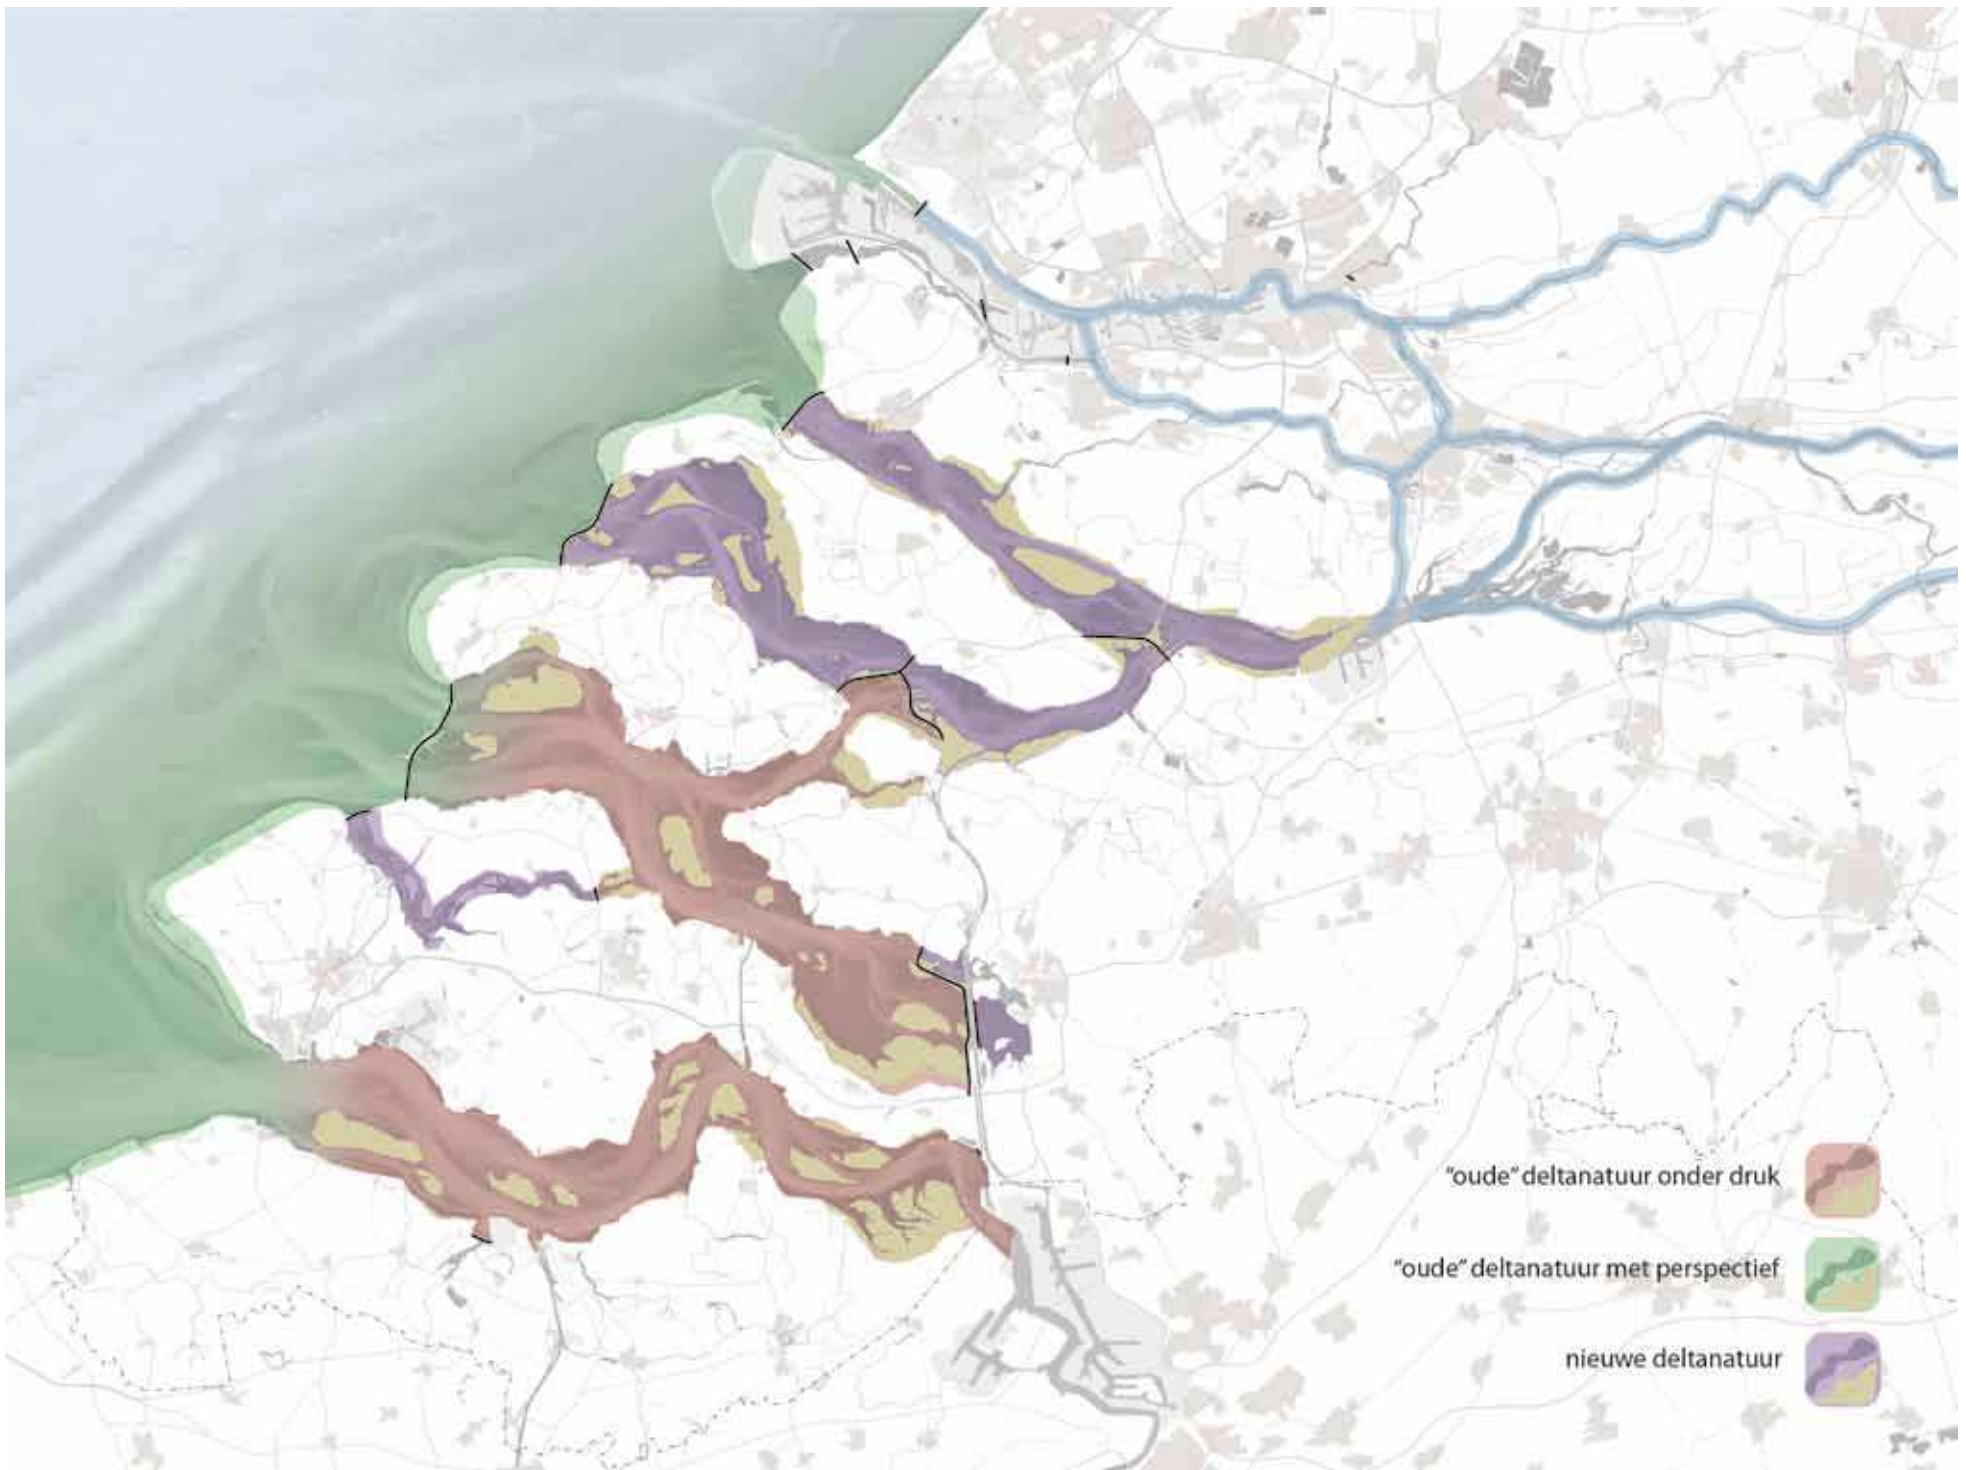 “oude” deltanatuur onder druk
“oude” deltanatuur met perspectief
nieuwe deltanatuur